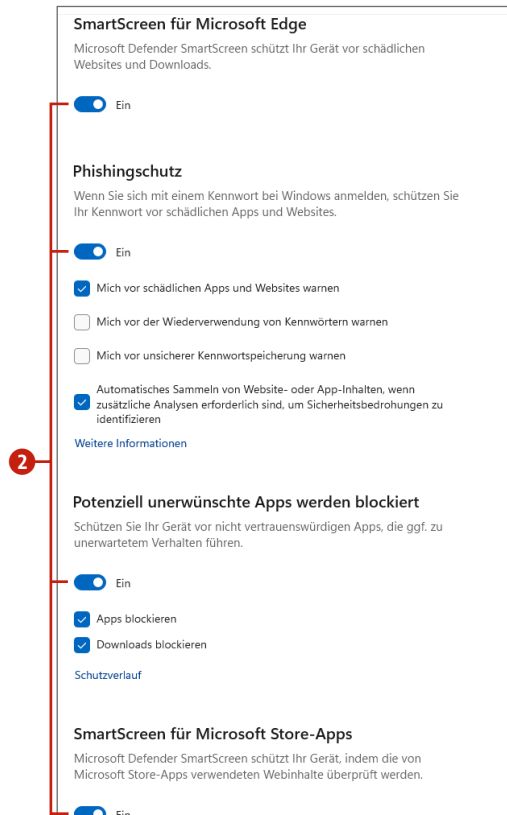 SmartScreen für Microsoft Edge
Microsoft Defender SmartScreen schützt Ihr Gerät vor schädlichen
Websites und Downloads.
Ein
Phishingschutz
Wenn Sie sich mit einem Kennwort bei Windows anmelden, schützen Sie
Ihr Kennwort vor schädlichen Apps und Websites.
Ein
Mich vor schädlichen Apps und Websites warnen
Mich vor der Wiederverwendung von Kennwörtern warnen
Mich vor unsicherer Kennwortspeicherung warnen
Automatisches Sammeln von Website- oder App-Inhalten, wenn
zusätzliche Analysen erforderlich sind, um Sicherheitsbedrohungen zu
identifizieren
Weitere Informationen
2
Potenziell unerwünschte Apps werden blockiert
Schützen Sie Ihr Gerät vor nicht vertrauenswürdigen Apps, die ggf. zu
unerwartetem Verhalten führen.
Ein
Apps blockieren
Downloads blockieren
Schutzverlauf
SmartScreen für Microsoft Store-Apps
Microsoft Defender SmartScreen schützt Ihr Gerät, indem die von
Microsoft Store-Apps verwendeten Webinhalte überprüft werden.
Ein